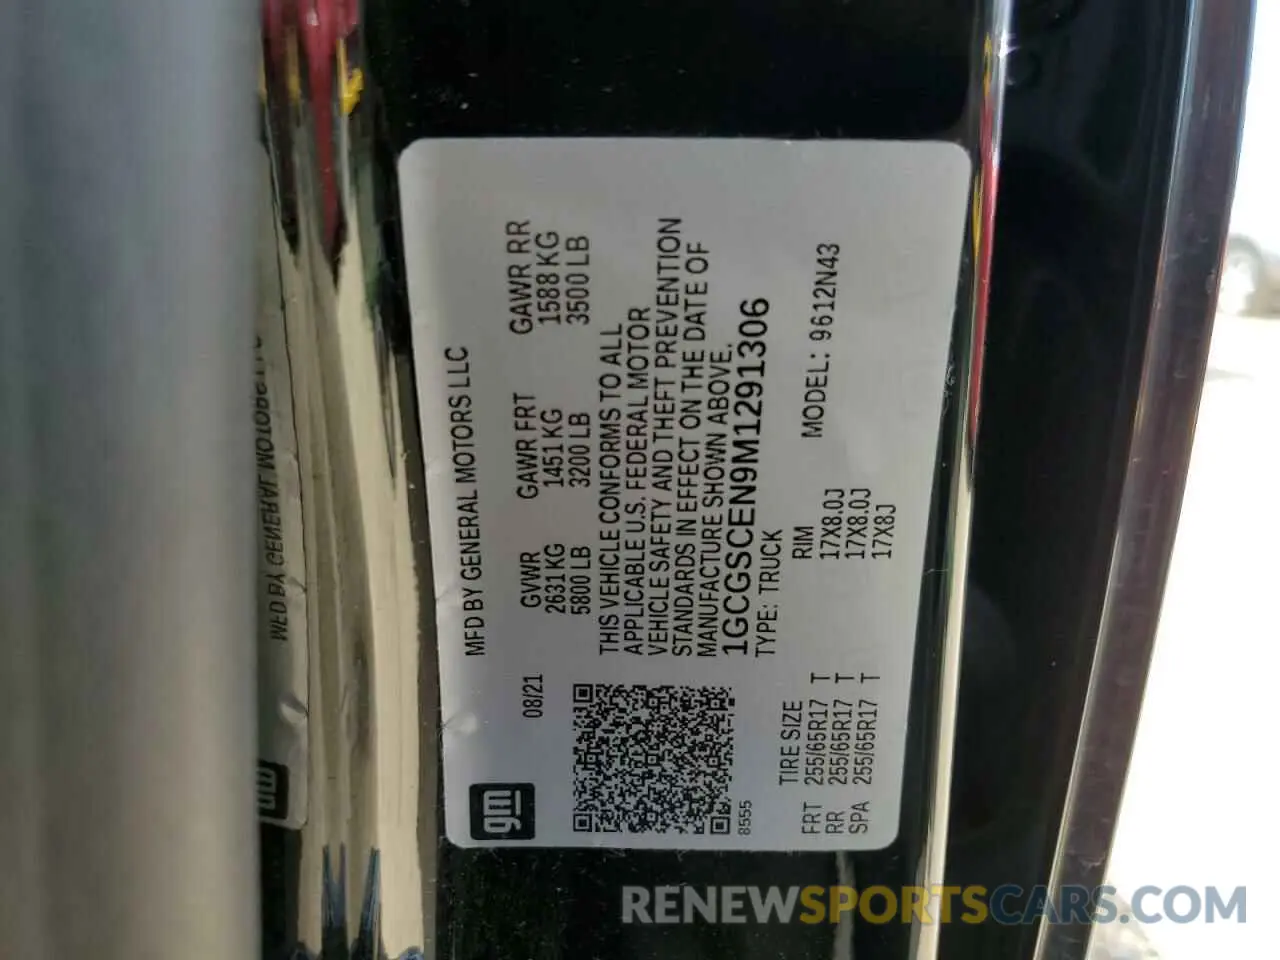 MFD BY GENERAL MOTORS LLC
08/21
GVWR
2631 KG
5800 LB
GAWR FRT
1451 KG
3200 LB
GAWR RR
1588 KG
3500 LB
THIS VEHICLE CONFORMS TO ALL
APPLICABLE U.S. FEDERAL MOTOR
VEHICLE SAFETY AND THEFT PREVENTION
STANDARDS IN EFFECT ON THE DATE OF
MANUFACTURE SHOWN ABOVE.
1GCGSCEN9M1291306
TYPE: TRUCK
MODEL: 9612N43
gm
8555
TIRE SIZE RIM
FRT 255/65R17 T 17X8.0J
RR 255/65R17 T 17X8.0J
SPA 255/65R17 T 17X8J
RENEWSPORTSCARS.COM